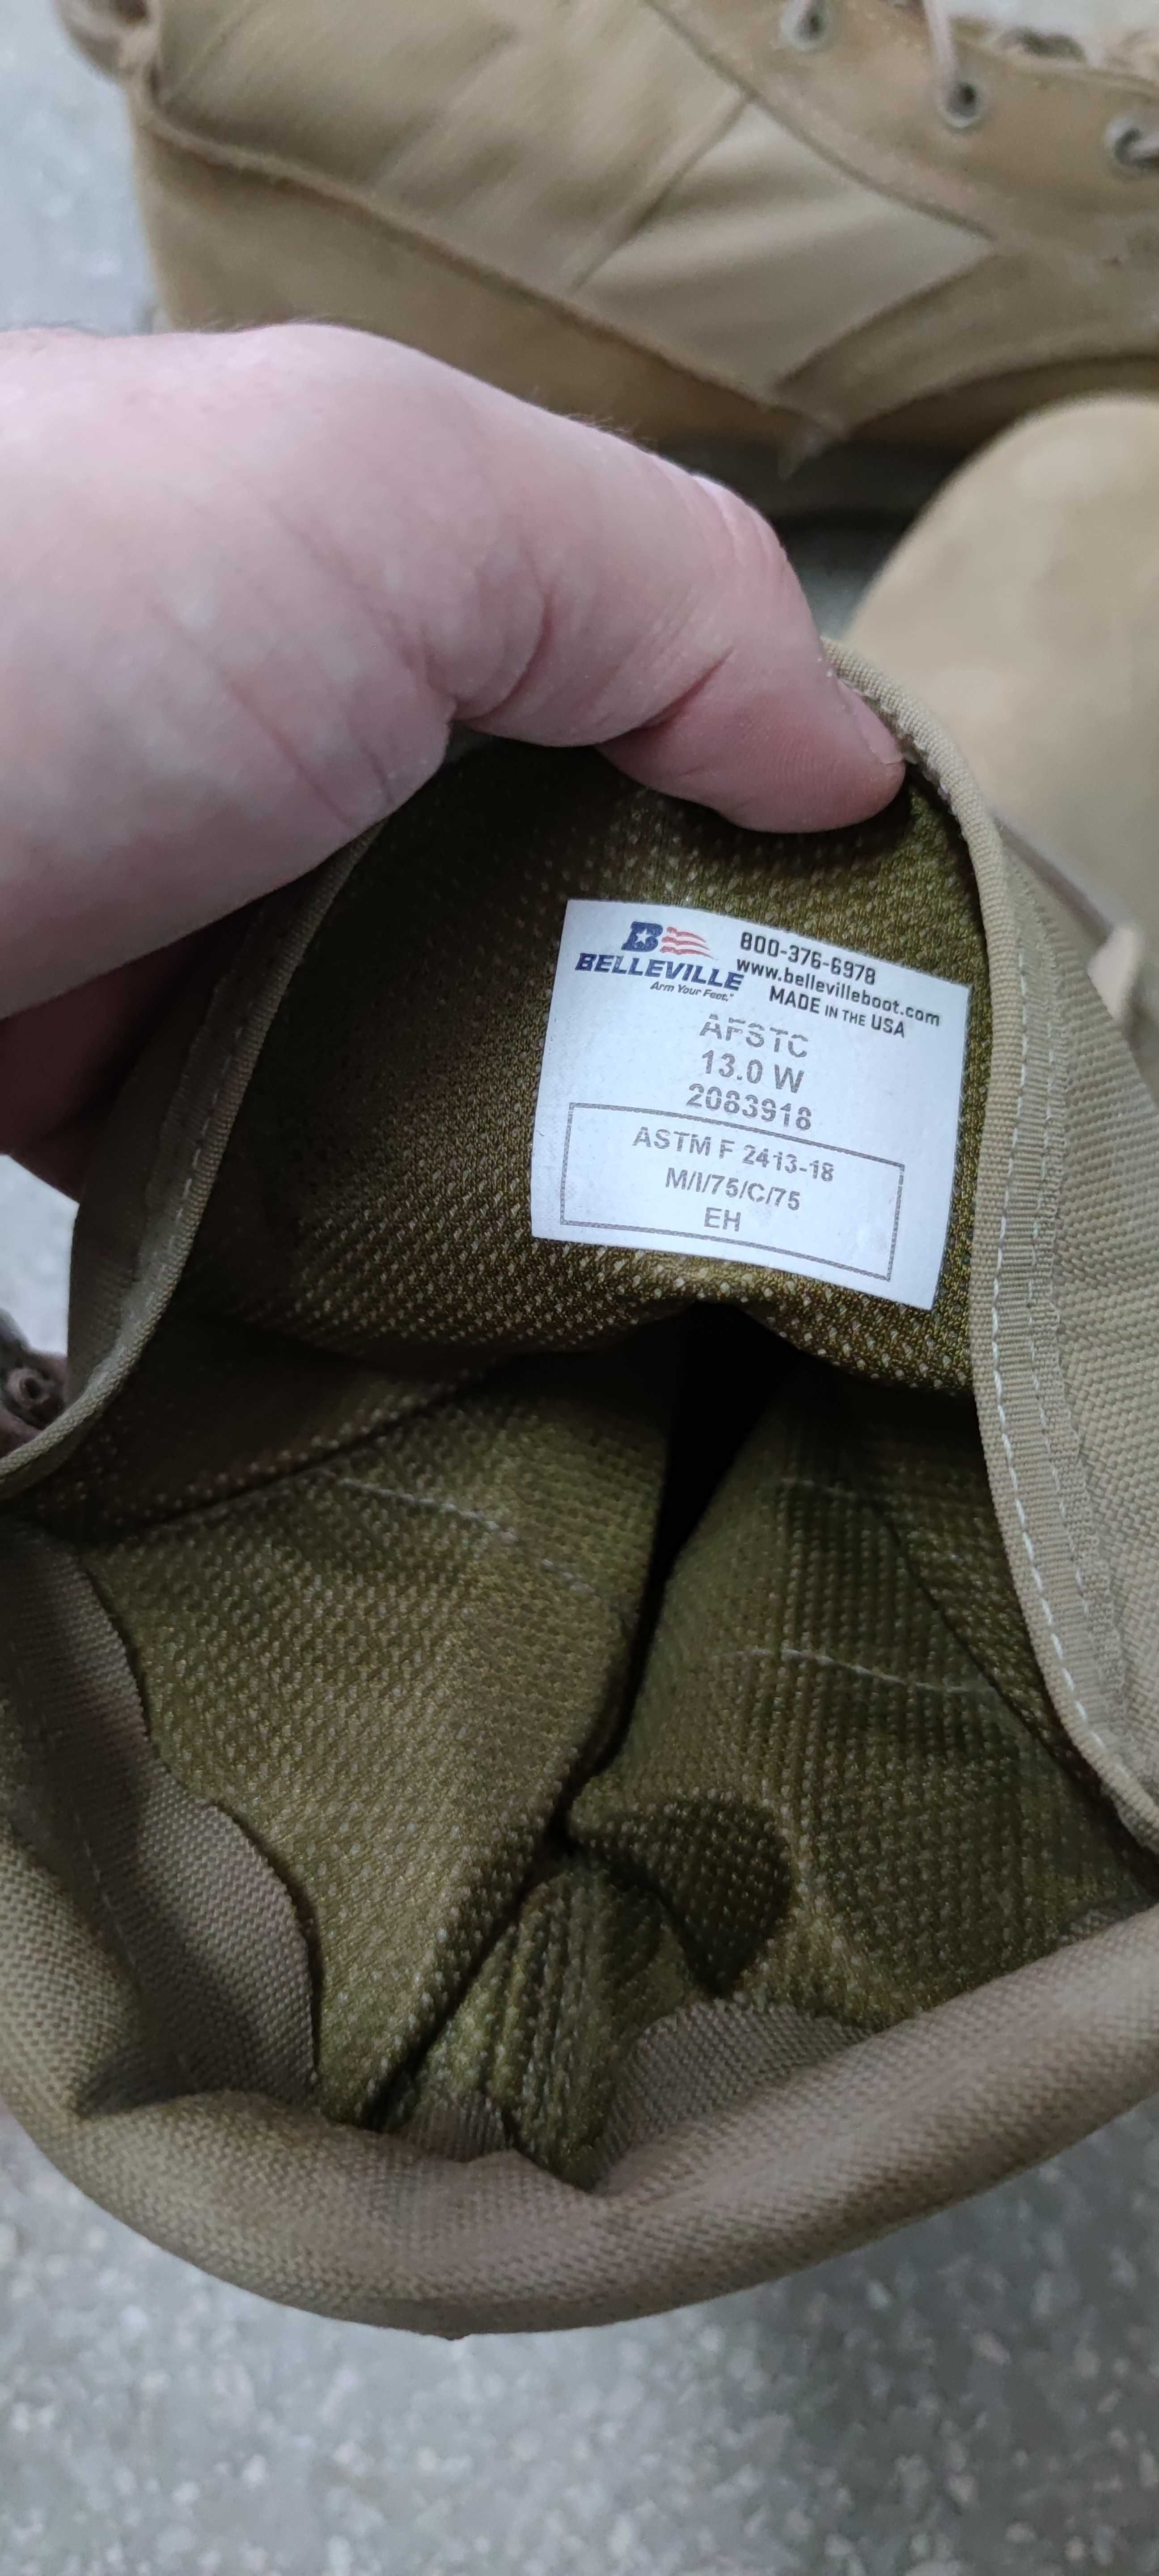 B
BELLEVILLE
Arm Your Feet.™
800-376-6978
www.bellevilleboot.com
MADE IN THE USA
AFSTC
13.0 W
2083918
ASTM F 2413-18
M/I/75/C/75
EH